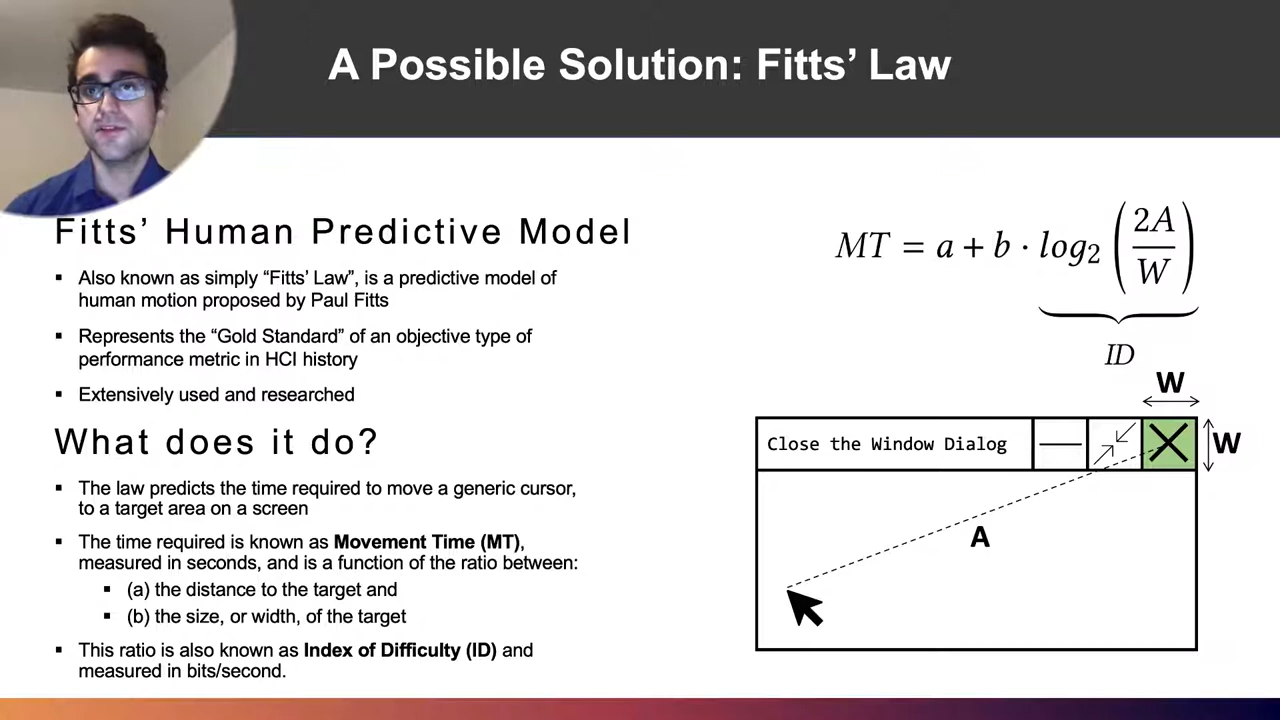 A Possible Solution: Fitts’ Law
Fitts’ Human Predictive Model
▪ Also known as simply “Fitts’ Law”, is a predictive model of
human motion proposed by Paul Fitts
▪ Represents the “Gold Standard” of an objective type of
performance metric in HCI history
▪ Extensively used and researched
What does it do?
▪ The law predicts the time required to move a generic cursor,
to a target area on a screen
▪ The time required is known as Movement Time (MT),
measured in seconds, and is a function of the ratio between:
▪ (a) the distance to the target and
▪ (b) the size, or width, of the target
▪ This ratio is also known as Index of Difficulty (ID) and
measured in bits/second.
MT = a + b · log₂ (2A/W)
ID
W
Close the Window Dialog
W
A